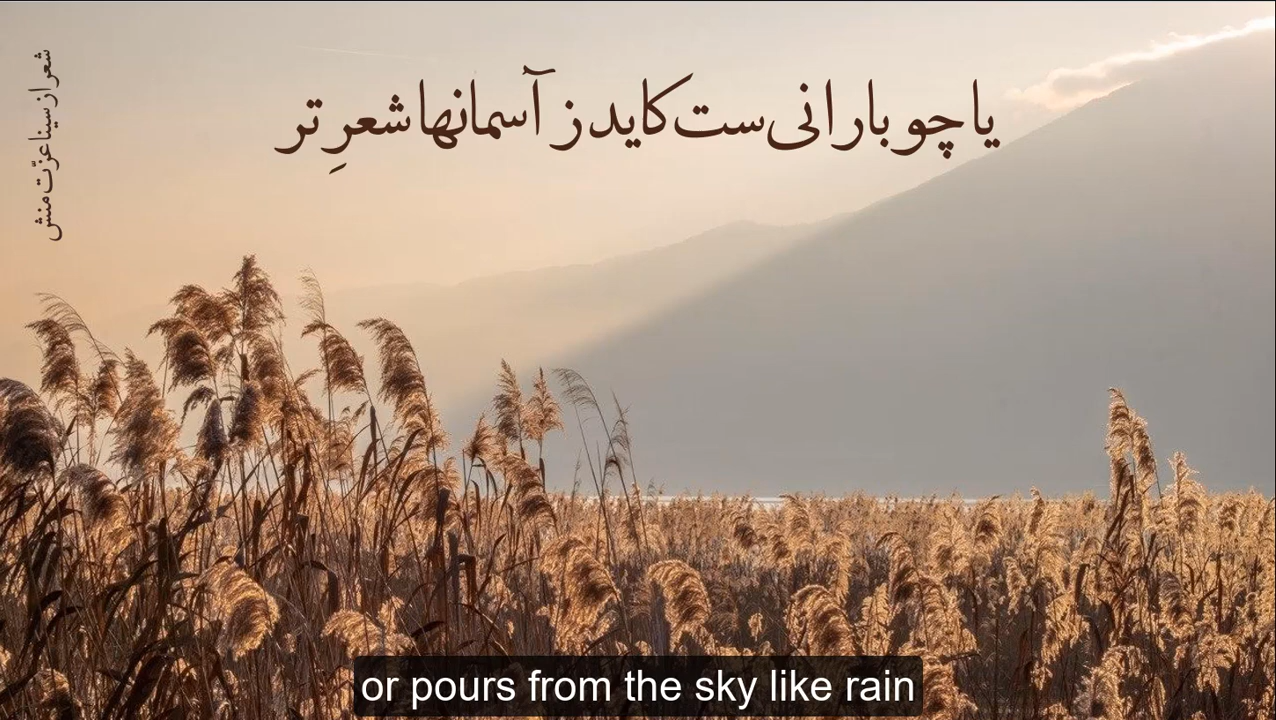 یا چو بارانی‌ست کاید ز آسمانها شعرِ تر
شعر از سینا عزّت‌منش
or pours from the sky like rain